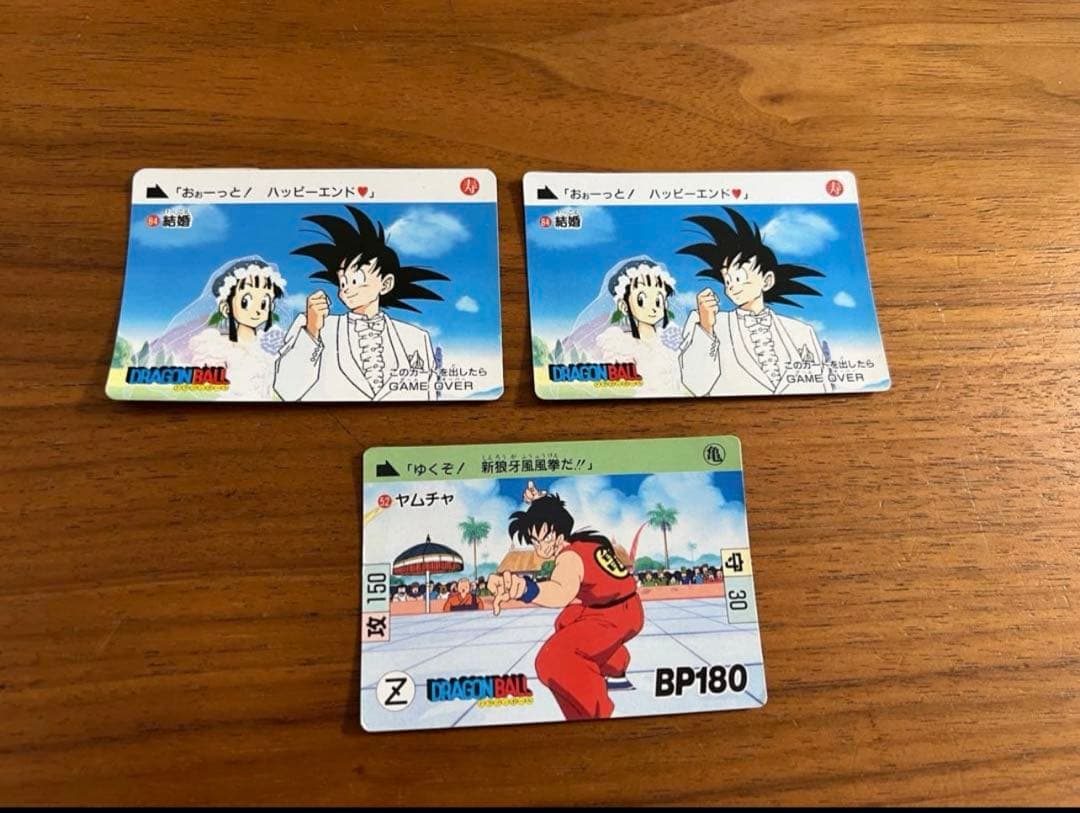 「おぉーっと！ ハッピーエンド♥」
寿
84 結婚
DRAGON BALL
このカードを出したら
GAME OVER
「おぉーっと！ ハッピーエンド♥」
寿
84 結婚
DRAGON BALL
このカードを出したら
GAME OVER
「ゆくぞ！ 新狼牙風風拳だ!!」
亀
52 ヤムチャ
攻 150
守 30
Z
DRAGON BALL
BP180